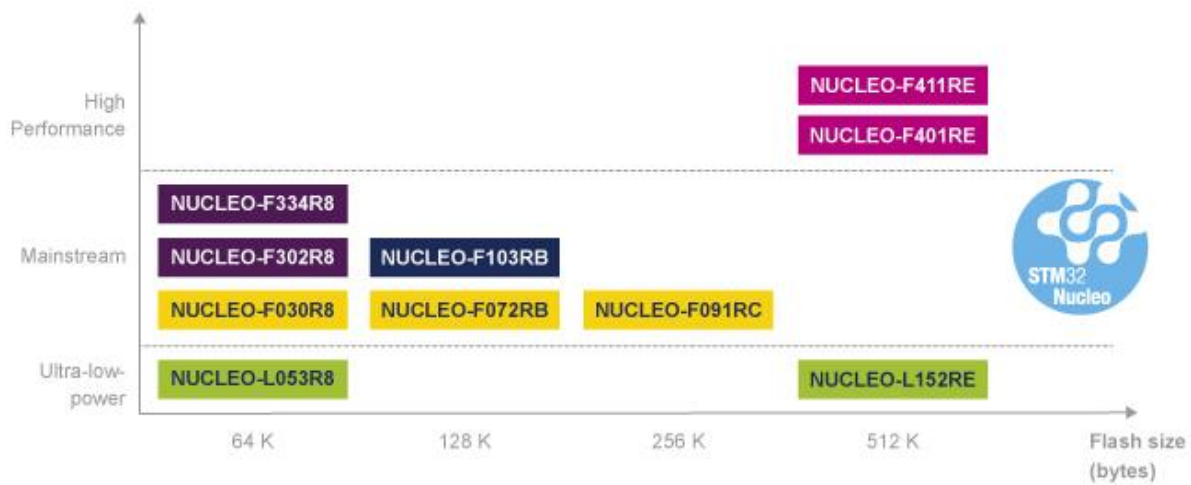 High
Performance
NUCLEO-F411RE
NUCLEO-F401RE
Mainstream
NUCLEO-F334R8
NUCLEO-F302R8
NUCLEO-F103RB
NUCLEO-F030R8
NUCLEO-F072RB
NUCLEO-F091RC
STM32
Nucleo
Ultra-low-
power
NUCLEO-L053R8
NUCLEO-L152RE
64 K
128 K
256 K
512 K
Flash size
(bytes)